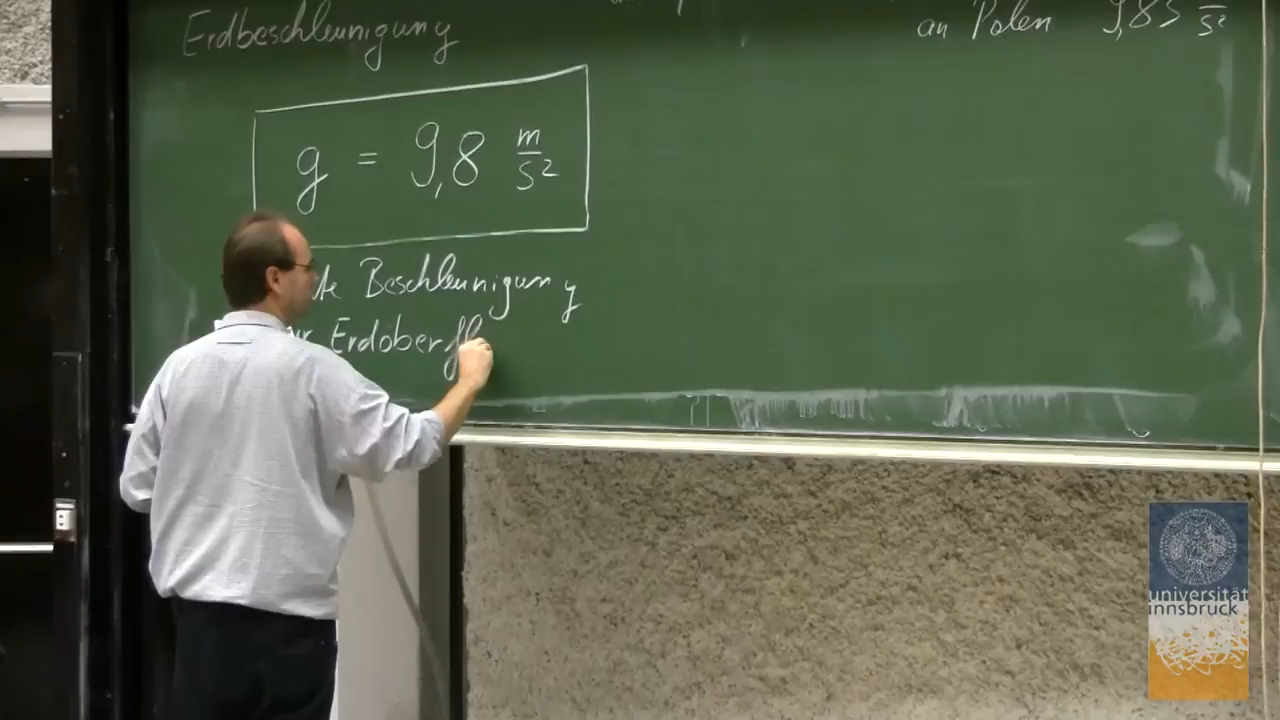 Erdbeschleunigung
an Polen 9,83 m/s²
g = 9,8 m/s²
Beschleunigung
Erdoberfl
universität
innsbruck